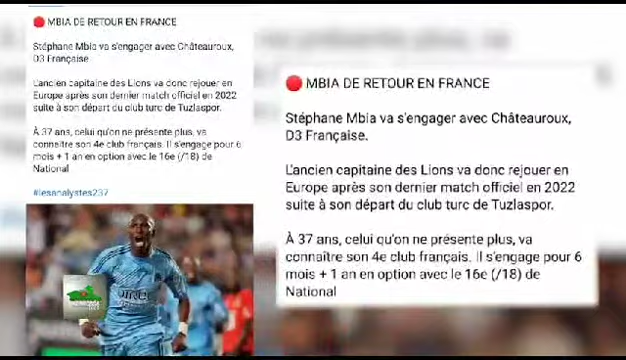 🔴 MBIA DE RETOUR EN FRANCE
Stéphane Mbia va s'engager avec Châteauroux,
D3 Française.
L'ancien capitaine des Lions va donc rejouer en
Europe après son dernier match officiel en 2022
suite à son départ du club turc de Tuzlaspor.
À 37 ans, celui qu'on ne présente plus, va
connaître son 4e club français. Il s'engage pour 6
mois + 1 an en option avec le 16e (/18) de
National
#lesanalystes237
🔴 MBIA DE RETOUR EN FRANCE
Stéphane Mbia va s'engager avec Châteauroux,
D3 Française.
L'ancien capitaine des Lions va donc rejouer en
Europe après son dernier match officiel en 2022
suite à son départ du club turc de Tuzlaspor.
À 37 ans, celui qu'on ne présente plus, va
connaître son 4e club français. Il s'engage pour 6
mois + 1 an en option avec le 16e (/18) de
National